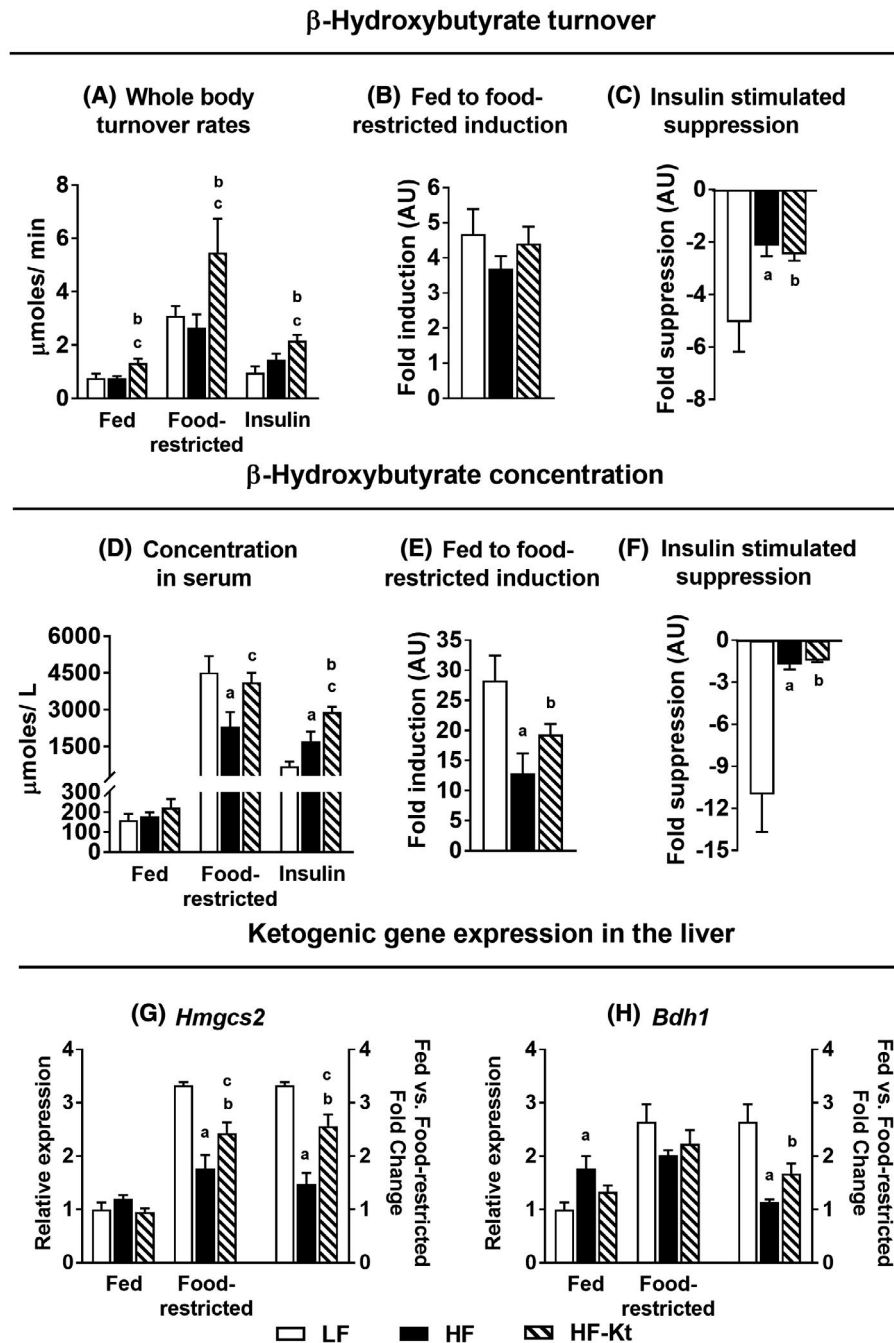 β-Hydroxybutyrate turnover
(A) Whole body
turnover rates
(B) Fed to food-
restricted induction
(C) Insulin stimulated
suppression
μmoles/ min
8
6
4
2
0
b
c
b
c
b
c
Fed
Food-
restricted
Insulin
Fold induction (AU)
6
5
4
3
2
1
0
Fold suppression (AU)
0
-2
-4
-6
-8
a
b
β-Hydroxybutyrate concentration
(D) Concentration
in serum
(E) Fed to food-
restricted induction
(F) Insulin stimulated
suppression
μmoles/ L
6000
4500
3000
1500
300
200
100
0
a
c
a
b
c
Fed
Food-
restricted
Insulin
Fold induction (AU)
35
30
25
20
15
10
5
0
a
b
Fold suppression (AU)
0
-3
-6
-9
-12
-15
a
b
Ketogenic gene expression in the liver
(G) Hmgcs2
(H) Bdh1
Relative expression
4
3
2
1
0
a
c
b
a
c
b
Fed
Food-
restricted
4
3
2
1
0
Fed vs. Food-restricted
Fold Change
Relative expression
4
3
2
1
0
a
a
b
Fed
Food-
restricted
4
3
2
1
0
Fed vs. Food-restricted
Fold Change
LF HF HF-Kt